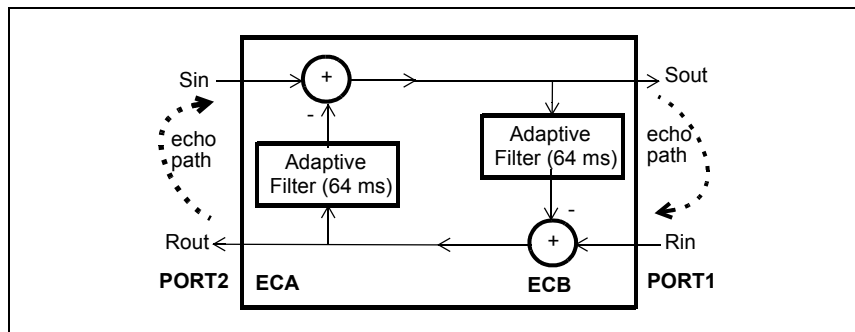 Sin
+
Sout
-
echo
path
Adaptive
Filter (64 ms)
Adaptive
Filter (64 ms)
echo
path
-
Rout
+
Rin
PORT2
ECA
ECB
PORT1